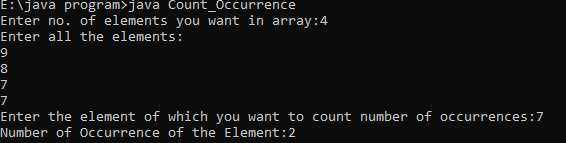 E:\java program>java Count_Occurrence
Enter no. of elements you want in array:4
Enter all the elements:
9
8
7
7
Enter the element of which you want to count number of occurrences:7
Number of Occurrence of the Element:2